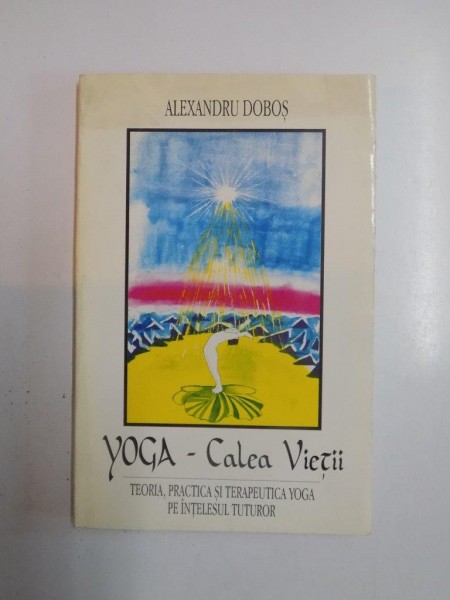 ALEXANDRU DOBOȘ
YOGA - Calea Vieții
TEORIA, PRACTICA ȘI TERAPEUTICA YOGA
PE ÎNȚELESUL TUTUROR